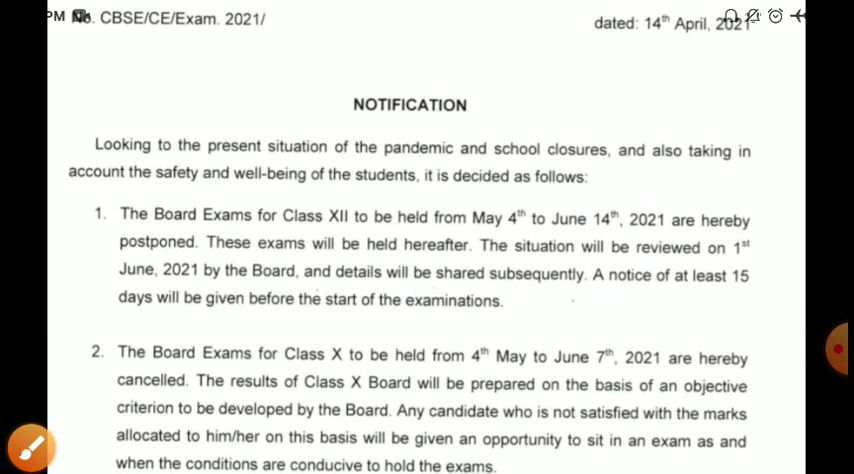 PM No. CBSE/CE/Exam. 2021/
dated: 14th April, 2021
NOTIFICATION
Looking to the present situation of the pandemic and school closures, and also taking in
account the safety and well-being of the students, it is decided as follows:
1. The Board Exams for Class XII to be held from May 4th to June 14th, 2021 are hereby
postponed. These exams will be held hereafter. The situation will be reviewed on 1st
June, 2021 by the Board, and details will be shared subsequently. A notice of at least 15
days will be given before the start of the examinations.
2. The Board Exams for Class X to be held from 4th May to June 7th, 2021 are hereby
cancelled. The results of Class X Board will be prepared on the basis of an objective
criterion to be developed by the Board. Any candidate who is not satisfied with the marks
allocated to him/her on this basis will be given an opportunity to sit in an exam as and
when the conditions are conducive to hold the exams.